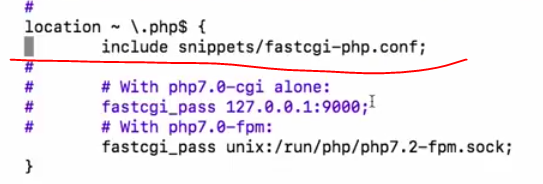 #
location ~ \.php$ {
include snippets/fastcgi-php.conf;
#
# # With php7.0-cgi alone:
# fastcgi_pass 127.0.0.1:9000;
# # With php7.0-fpm:
fastcgi_pass unix:/run/php/php7.2-fpm.sock;
}